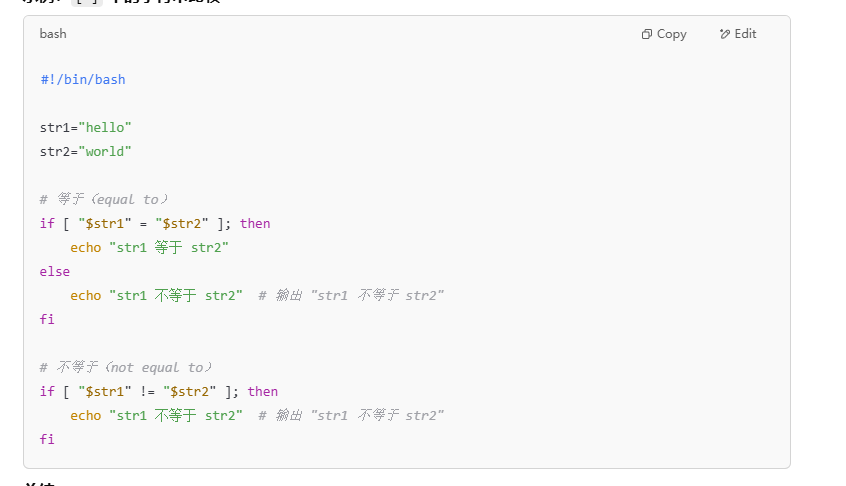 bash Copy Edit
#!/bin/bash
str1="hello"
str2="world"
# 等于（equal to）
if [ "$str1" = "$str2" ]; then
    echo "str1 等于 str2"
else
    echo "str1 不等于 str2"  # 输出 "str1 不等于 str2"
fi
# 不等于（not equal to）
if [ "$str1" != "$str2" ]; then
    echo "str1 不等于 str2"  # 输出 "str1 不等于 str2"
fi